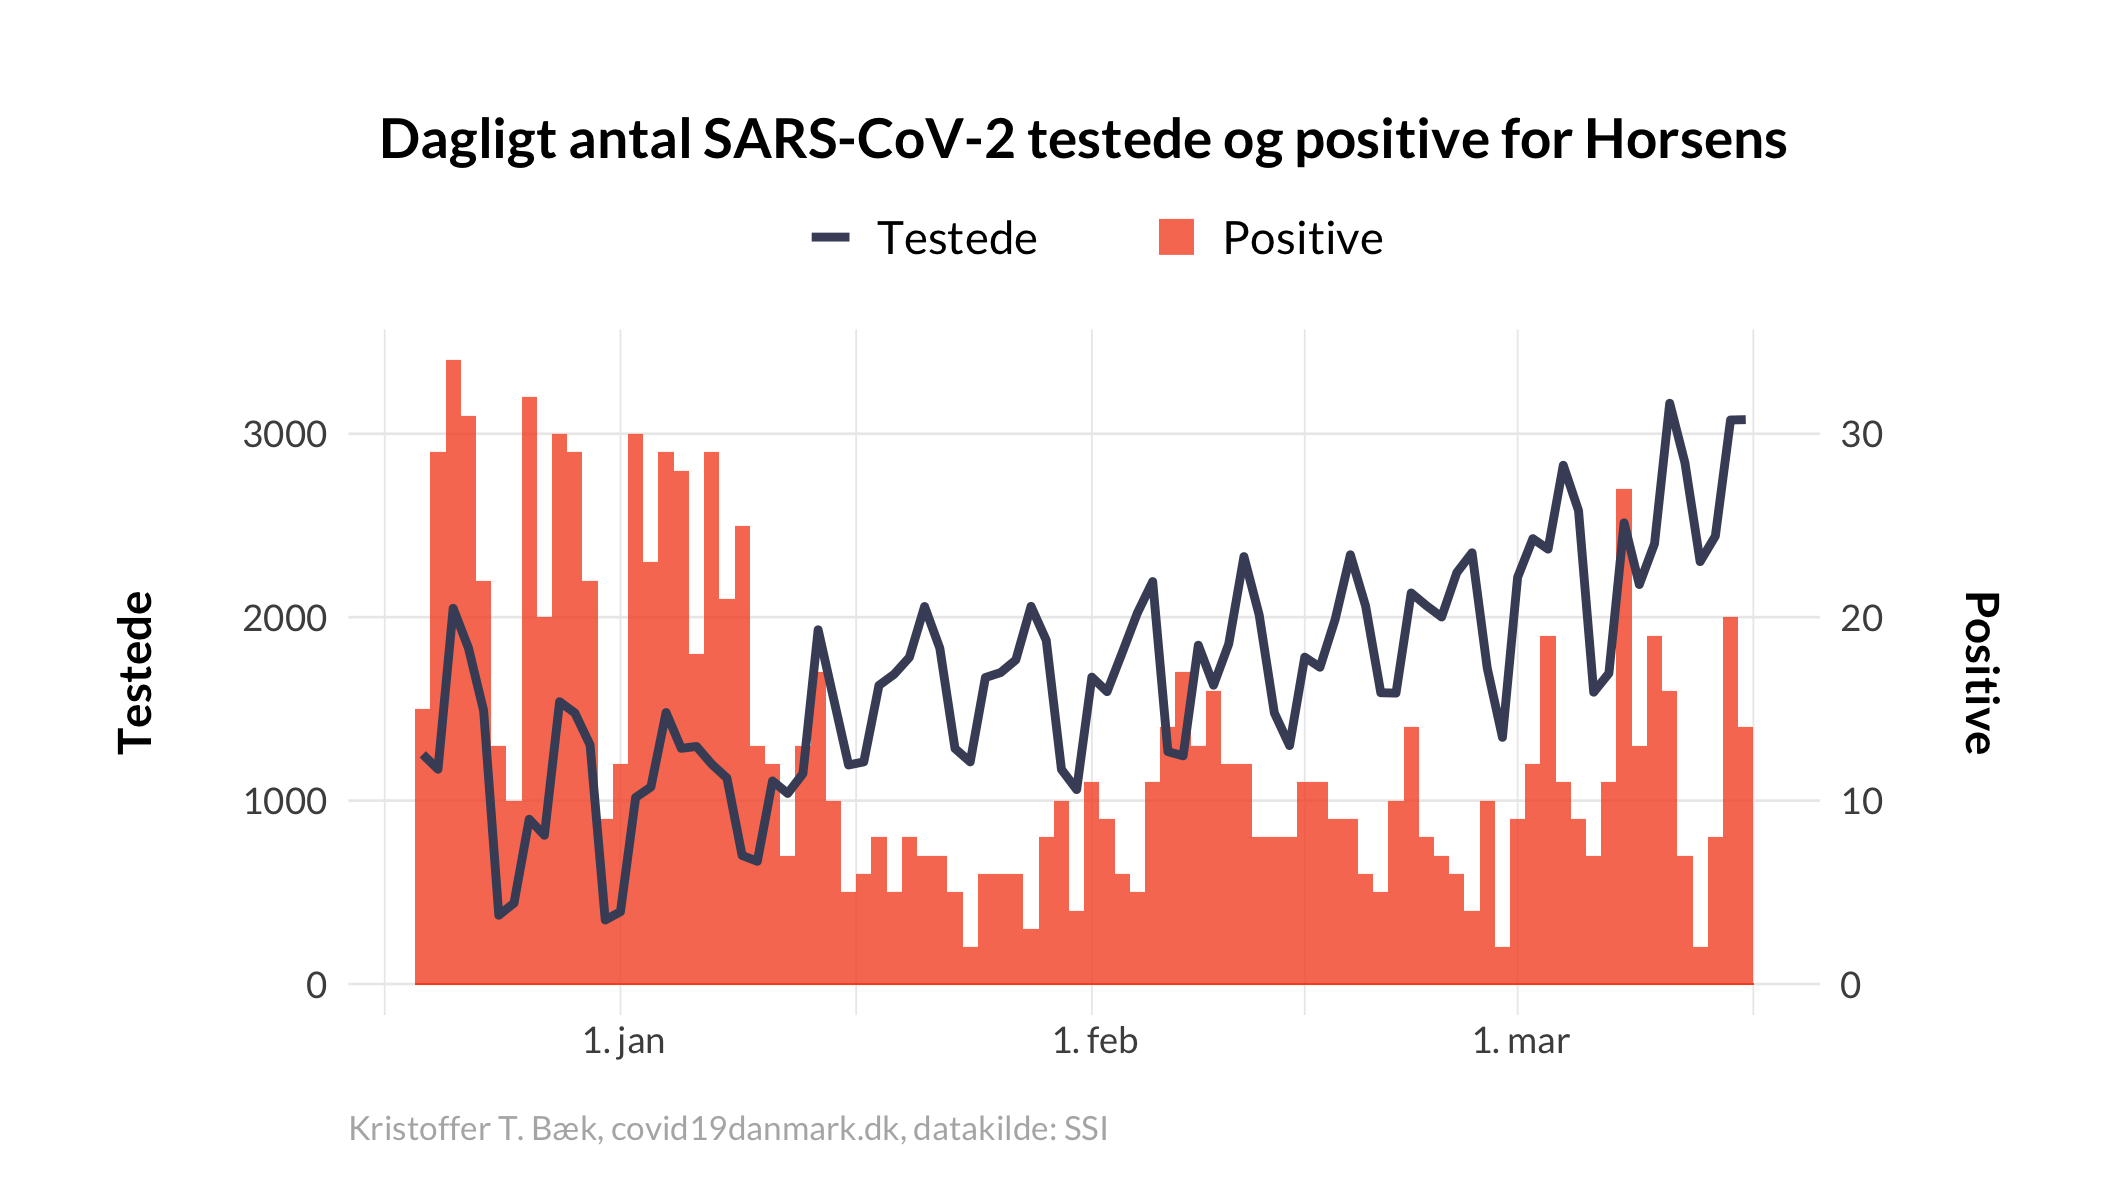 Dagligt antal SARS-CoV-2 testede og positive for Horsens
Testede
Positive
Testede
3000
2000
1000
0
30
20
10
0
Positive
1. jan
1. feb
1. mar
Kristoffer T. Bæk, covid19danmark.dk, datakilde: SSI